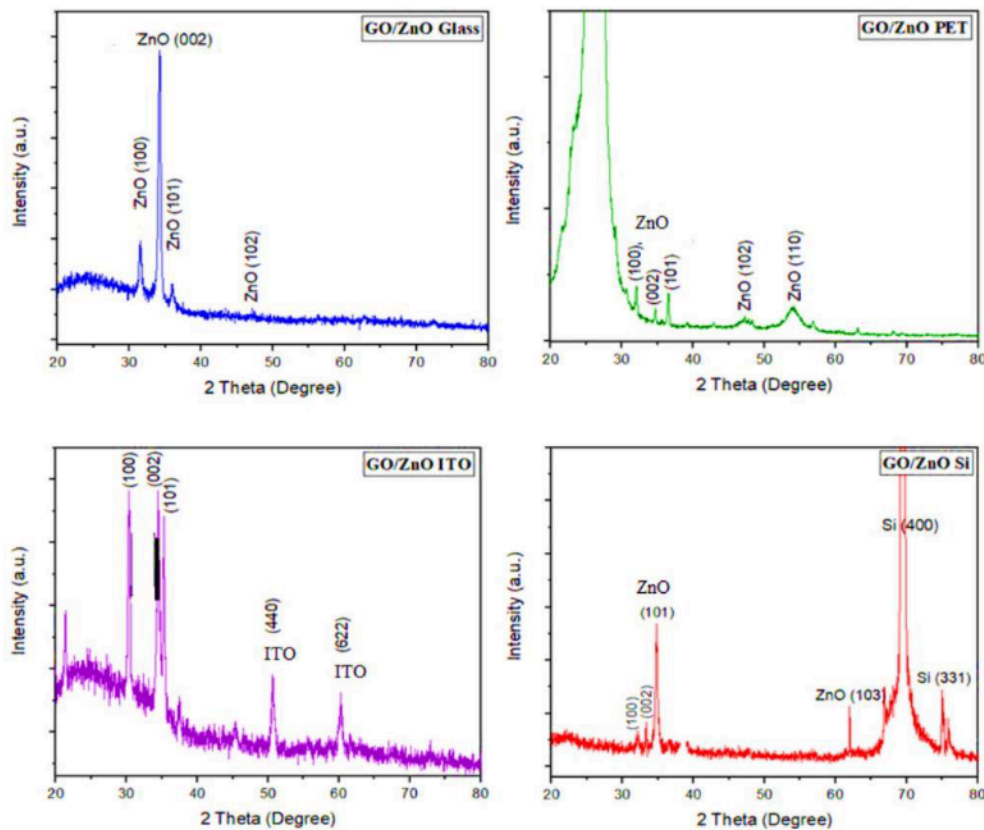 GO/ZnO Glass
ZnO (002)
ZnO (100)
ZnO (101)
ZnO (102)
Intensity (a.u.)
20 30 40 50 60 70 80
2 Theta (Degree)
GO/ZnO PET
ZnO
(100),
(002)
(101)
ZnO (102)
ZnO (110)
Intensity (a.u.)
20 30 40 50 60 70 80
2 Theta (Degree)
GO/ZnO ITO
(100)
(002)
(101)
(440)
ITO
(622)
ITO
Intensity (a.u.)
20 30 40 50 60 70 80
2 Theta (Degree)
GO/ZnO Si
Si (400)
ZnO
(101)
(100)
(002)
ZnO (103)
Si (331)
Intensity (a.u.)
20 30 40 50 60 70 80
2 Theta (Degree)